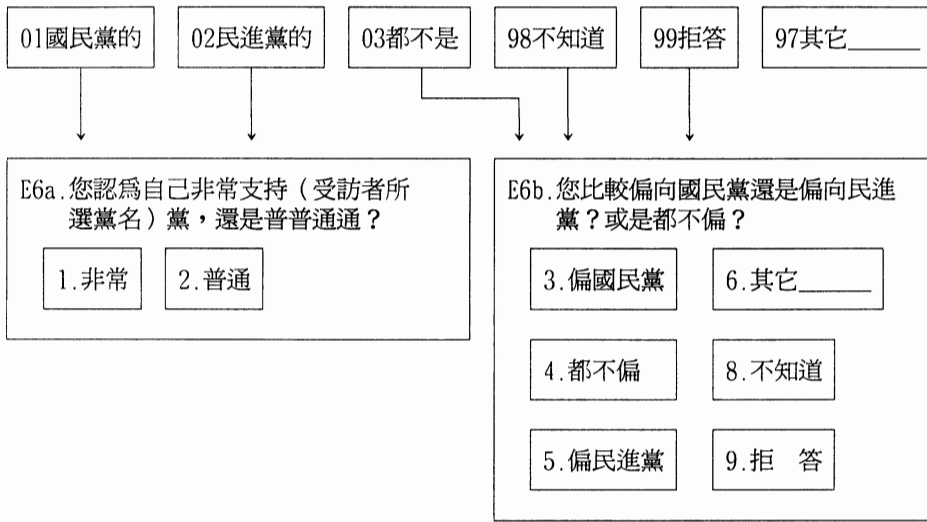 01國民黨的 02民進黨的 03都不是 98不知道 99拒答 97其它______
E6a.您認為自己非常支持（受訪者所
選黨名）黨，還是普普通通？
1.非常 2.普通
E6b.您比較偏向國民黨還是偏向民進
黨？或是都不偏？
3.偏國民黨 6.其它______
4.都不偏 8.不知道
5.偏民進黨 9.拒　答